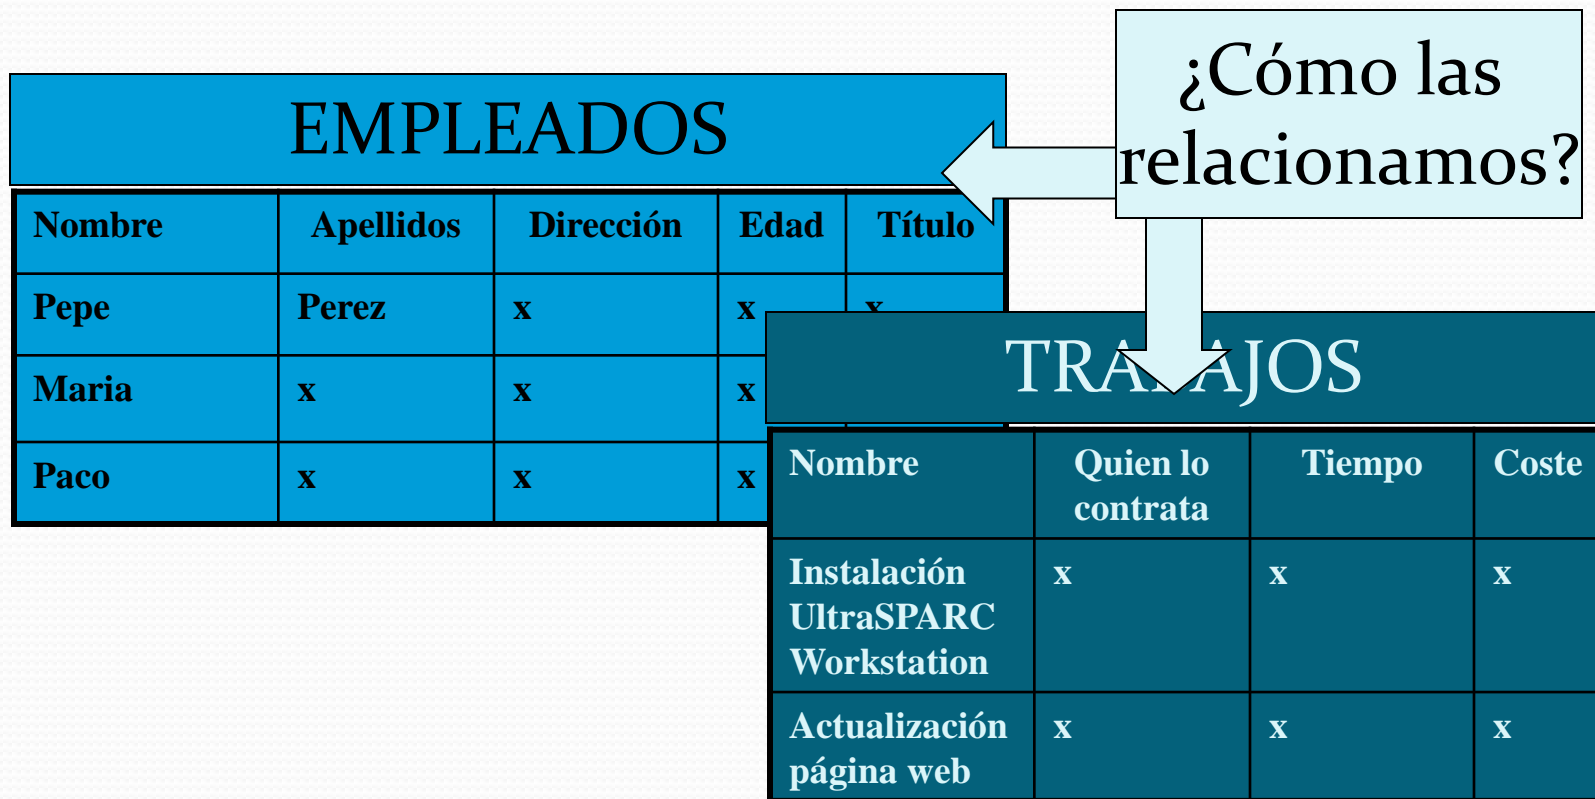 ¿Cómo las
relacionamos?
EMPLEADOS
Nombre Apellidos Dirección Edad Título
Pepe Perez x x x
Maria x x x
Paco x x x
TRABAJOS
Nombre Quien lo contrata Tiempo Coste
Instalación UltraSPARC Workstation x x x
Actualización página web x x x